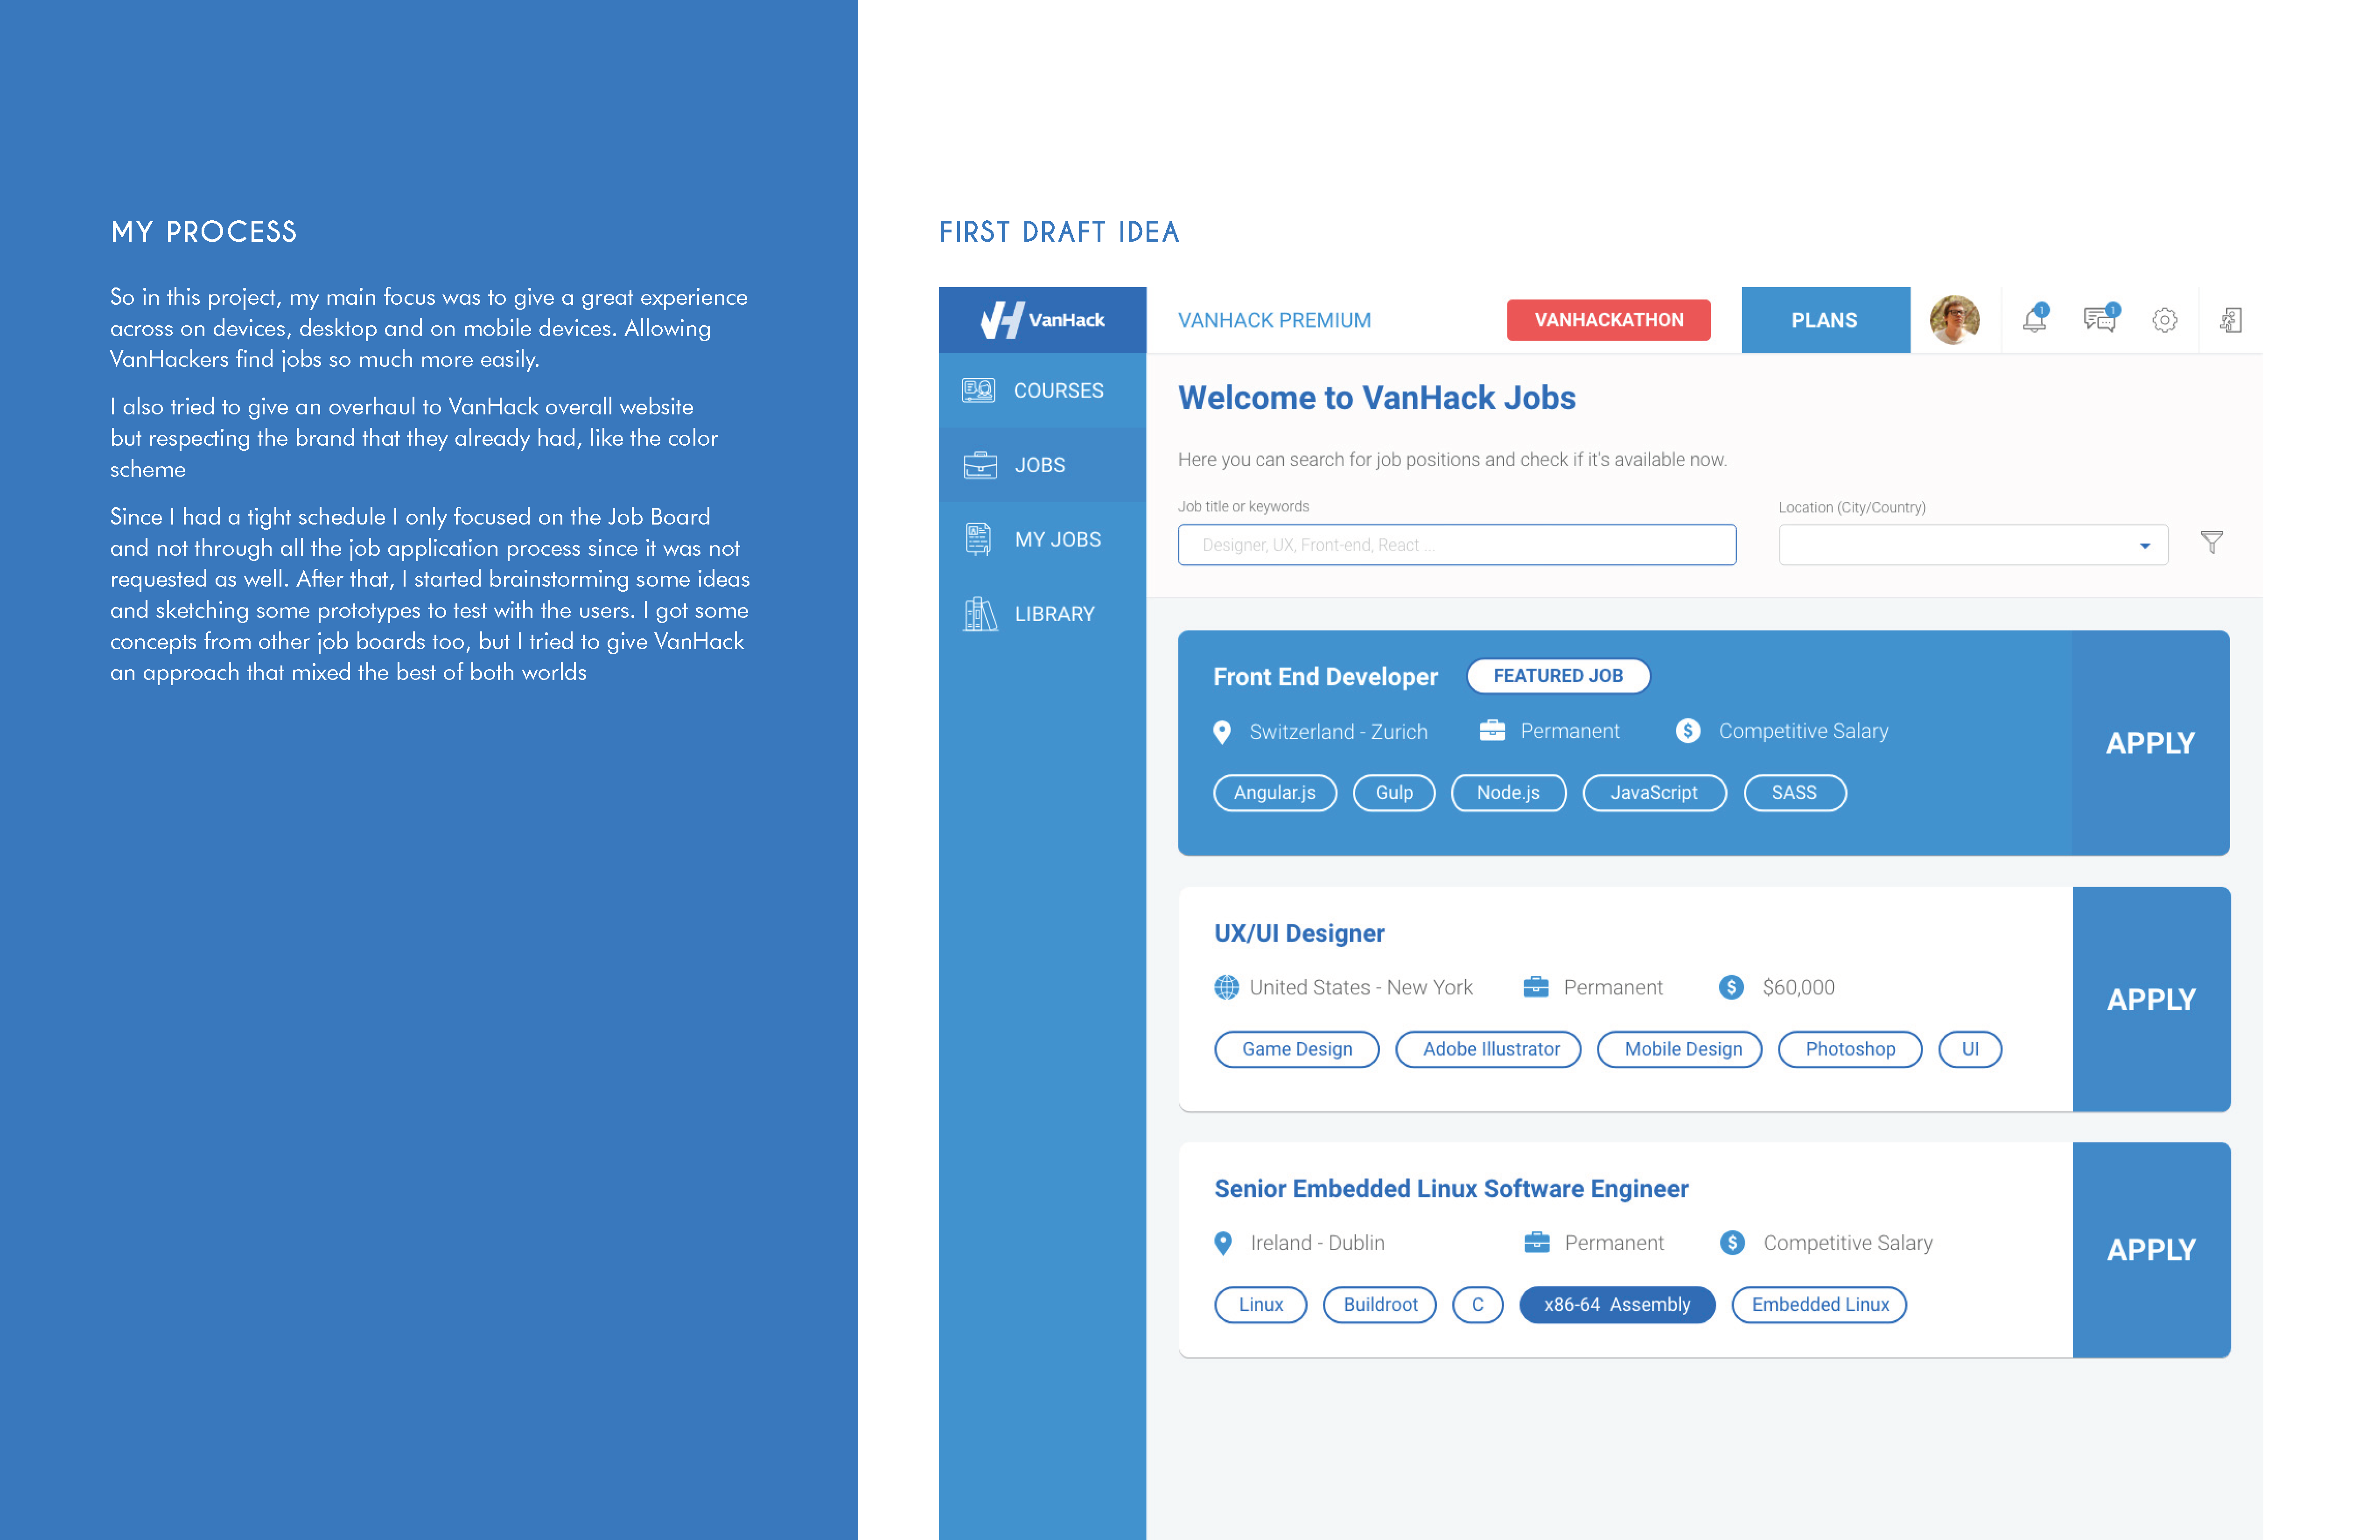 MY PROCESS
So in this project, my main focus was to give a great experience
across on devices, desktop and on mobile devices. Allowing
VanHackers find jobs so much more easily.
I also tried to give an overhaul to VanHack overall website
but respecting the brand that they already had, like the color
scheme
Since I had a tight schedule I only focused on the Job Board
and not through all the job application process since it was not
requested as well. After that, I started brainstorming some ideas
and sketching some prototypes to test with the users. I got some
concepts from other job boards too, but I tried to give VanHack
an approach that mixed the best of both worlds
FIRST DRAFT IDEA
VanHack
VANHACK PREMIUM
VANHACKATHON
PLANS
1
1
COURSES
JOBS
MY JOBS
LIBRARY
Welcome to VanHack Jobs
Here you can search for job positions and check if it's available now.
Job title or keywords
Location (City/Country)
Designer, UX, Front-end, React ...
Front End Developer
FEATURED JOB
Switzerland - Zurich
Permanent
$
Competitive Salary
Angular.js
Gulp
Node.js
JavaScript
SASS
APPLY
UX/UI Designer
United States - New York
Permanent
$
$60,000
Game Design
Adobe Illustrator
Mobile Design
Photoshop
UI
APPLY
Senior Embedded Linux Software Engineer
Ireland - Dublin
Permanent
$
Competitive Salary
Linux
Buildroot
C
x86-64 Assembly
Embedded Linux
APPLY